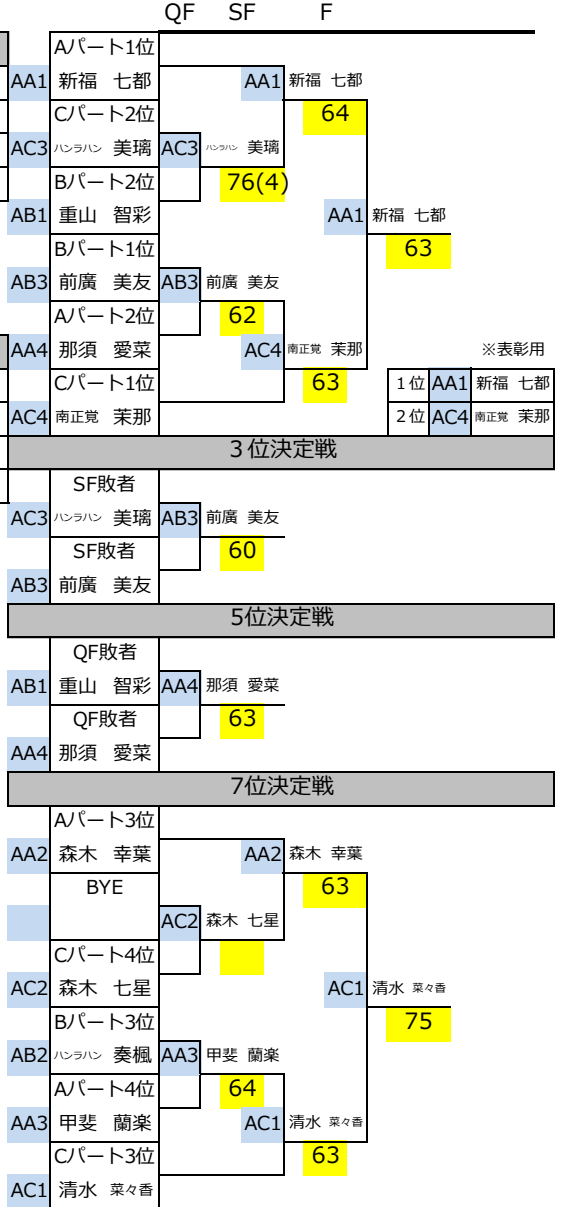 QF SF F
Aパート1位
AA1 新福 七都 AA1 新福 七都
Cパート2位 64
AC3 ハンラハン 美璃 AC3 ハンラハン 美璃
Bパート2位 76(4)
AB1 重山 智彩 AA1 新福 七都
Bパート1位 63
AB3 前廣 美友 AB3 前廣 美友
Aパート2位 62
AA4 那須 愛菜 AC4 南正覚 茉那 ※表彰用
Cパート1位 63 1位 AA1 新福 七都
AC4 南正覚 茉那 2位 AC4 南正覚 茉那
3位決定戦
SF敗者
AC3 ハンラハン 美璃 AB3 前廣 美友
SF敗者 60
AB3 前廣 美友
5位決定戦
QF敗者
AB1 重山 智彩 AA4 那須 愛菜
QF敗者 63
AA4 那須 愛菜
7位決定戦
Aパート3位
AA2 森木 幸葉 AA2 森木 幸葉
BYE 63
AC2 森木 七星
Cパート4位
AC2 森木 七星 AC1 清水 菜々香
Bパート3位 75
AB2 ハンラハン 奏楓 AA3 甲斐 蘭楽
Aパート4位 64
AA3 甲斐 蘭楽 AC1 清水 菜々香
Cパート3位 63
AC1 清水 菜々香